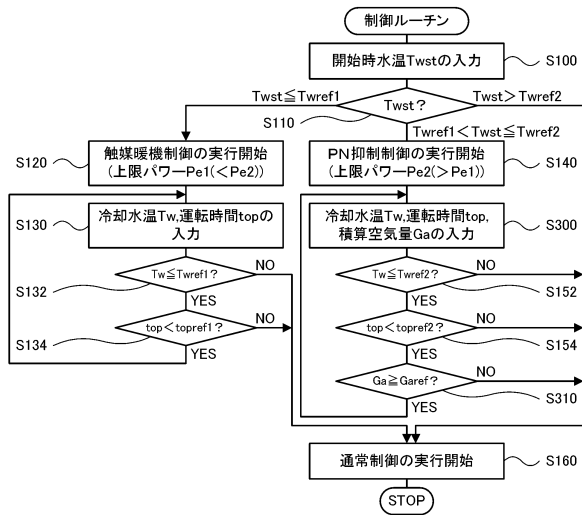 制御ルーチン
開始時水温Twstの入力
S100
Twst≦Twref1
Twst?
Twst>Twref2
S110
Twref1<Twst≦Twref2
S120
触媒暖機制御の実行開始
(上限パワーPe1(<Pe2))
PN抑制制御の実行開始
(上限パワーPe2(>Pe1))
S140
S130
冷却水温Tw,運転時間topの
入力
冷却水温Tw,運転時間top,
積算空気量Gaの入力
S300
Tw≦Twref1?
NO
S132
YES
Tw≦Twref2?
NO
S152
YES
top<topref1?
NO
S134
YES
top<topref2?
NO
S154
YES
Ga≧Garef?
NO
S310
YES
通常制御の実行開始
S160
STOP